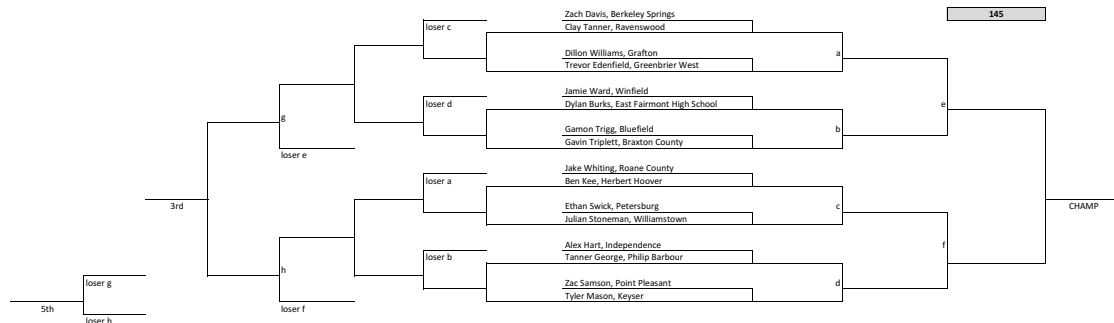 Zach Davis, Berkeley Springs
145
loser c
Clay Tanner, Ravenswood
Dillon Williams, Grafton
a
Trevor Edenfield, Greenbrier West
Jamie Ward, Winfield
loser d
Dylan Burks, East Fairmont High School
e
g
Gamon Trigg, Bluefield
b
Gavin Triplett, Braxton County
loser e
Jake Whiting, Roane County
loser a
Ben Kee, Herbert Hoover
3rd
Ethan Swick, Petersburg
c
CHAMP
Julian Stoneman, Williamstown
Alex Hart, Independence
f
loser b
Tanner George, Philip Barbour
h
loser g
Zac Samson, Point Pleasant
d
Tyler Mason, Keyser
5th
loser f
loser h